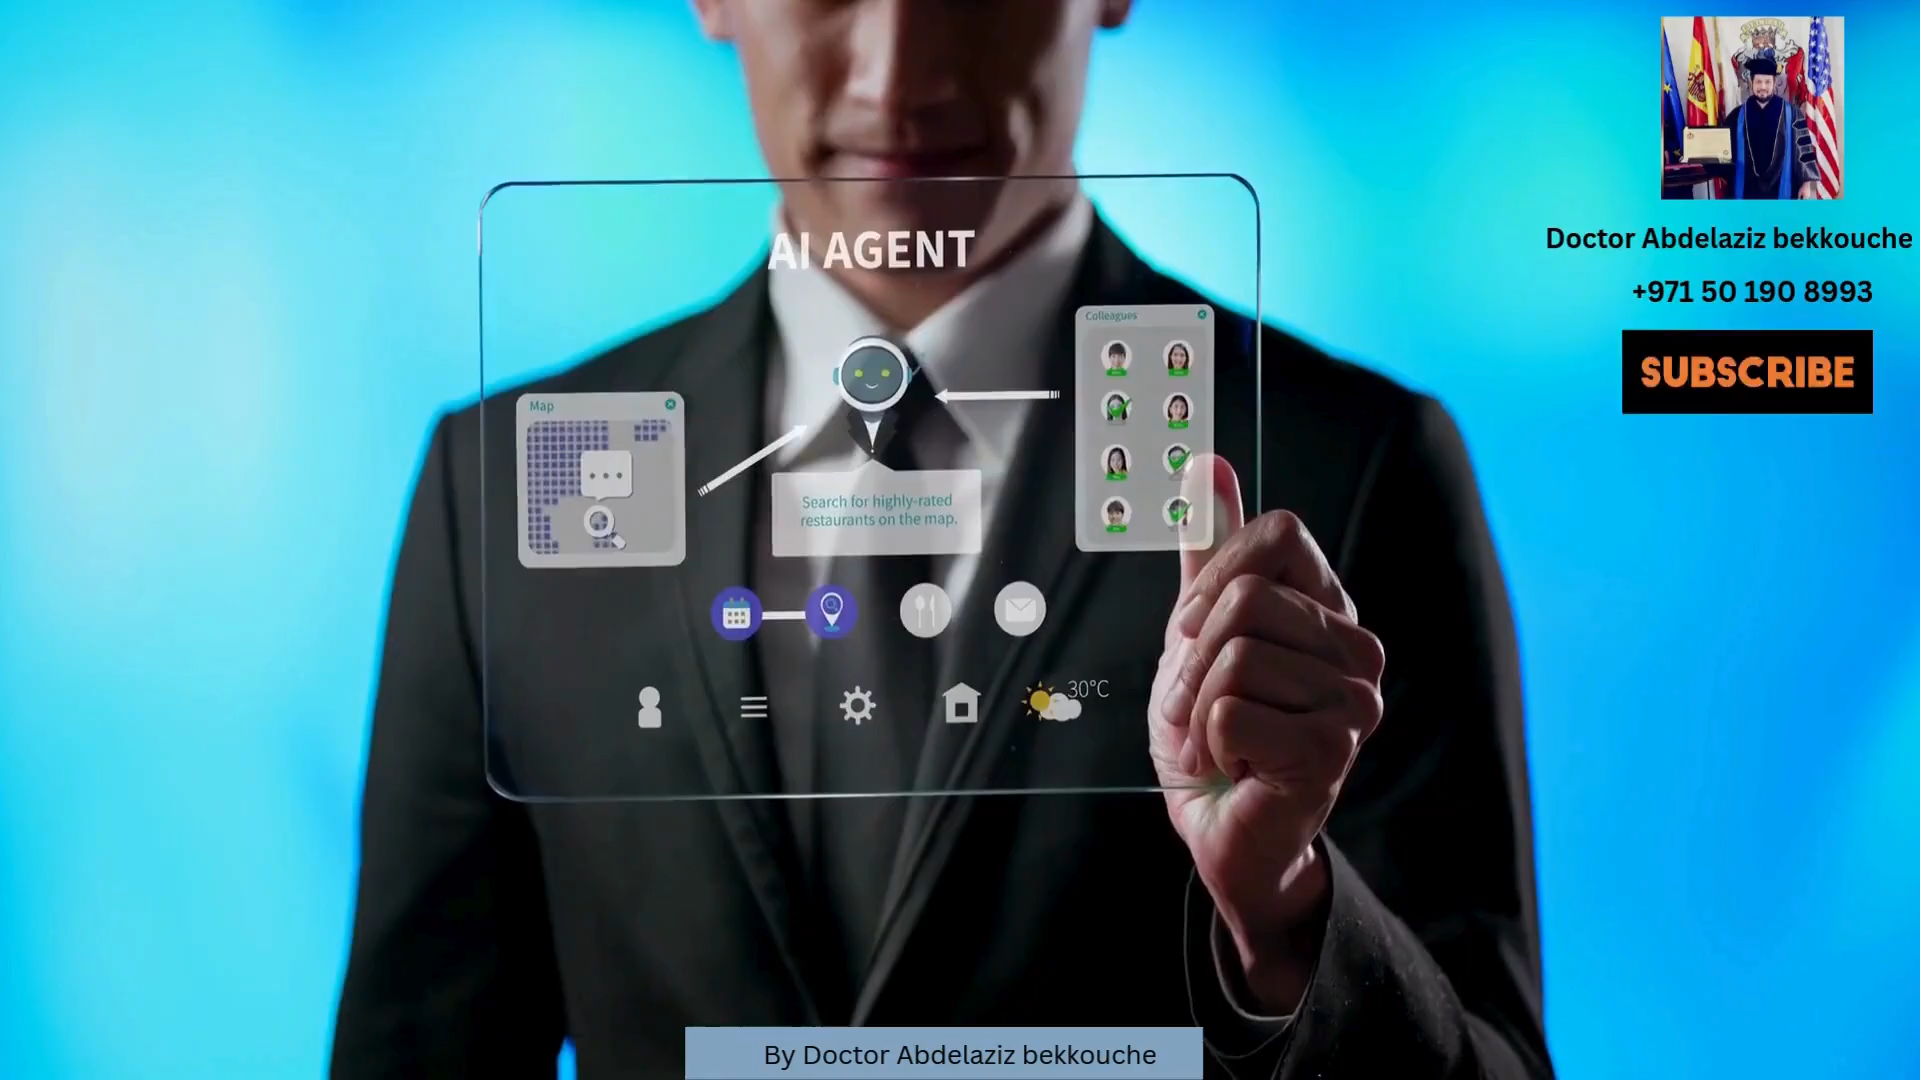 AI AGENT
Map
Colleagues
Search for highly-rated
restaurants on the map.
30°C
Doctor Abdelaziz bekkouche
+971 50 190 8993
SUBSCRIBE
By Doctor Abdelaziz bekkouche